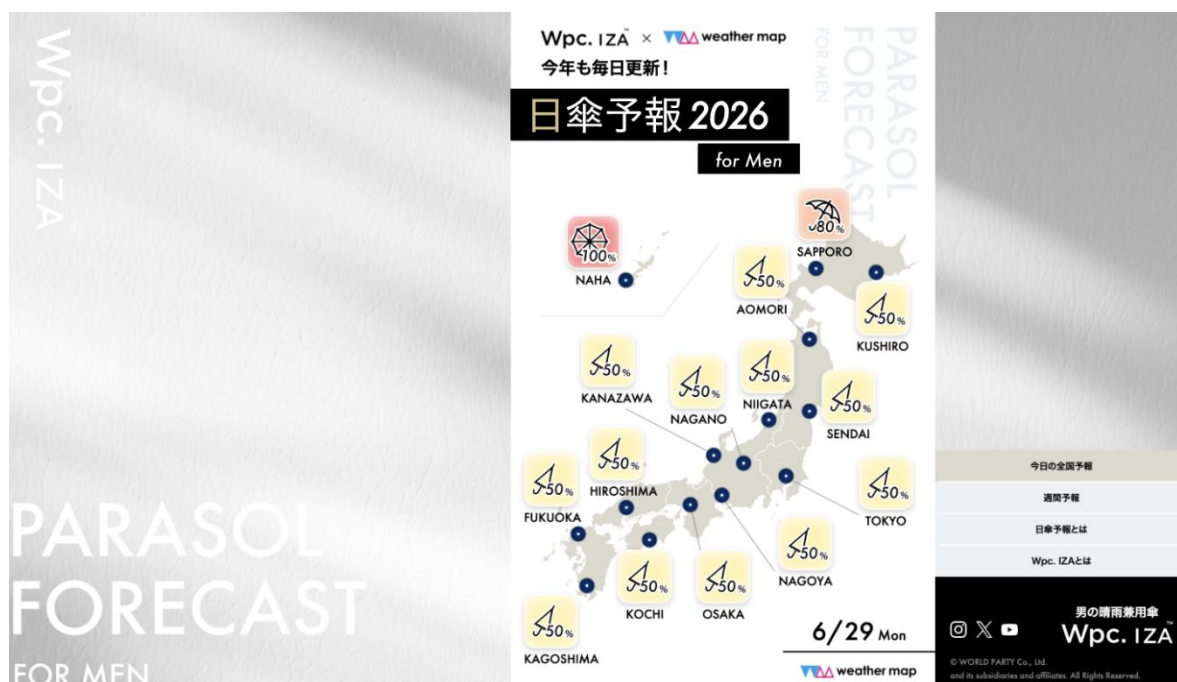 Wpc. IZA™
PARASOL
FORECAST
FOR MEN
Wpc. IZA™ × weather map
今年も毎日更新！
日傘予報 2026
for Men
PARASOL
FORECAST
FOR MEN
100%
NAHA
80%
SAPPORO
50%
AOMORI
50%
KUSHIRO
50%
KANAZAWA
50%
NAGANO
50%
NIIGATA
50%
SENDAI
50%
HIROSHIMA
50%
FUKUOKA
50%
TOKYO
50%
NAGOYA
50%
KOCHI
50%
OSAKA
50%
KAGOSHIMA
6/29 Mon
weather map
今日の全国予報
週間予報
日傘予報とは
Wpc. IZAとは
男の晴雨兼用傘
Wpc. IZA™
© WORLD PARTY Co., Ltd.
and its subsidiaries and affiliates. All Rights Reserved.